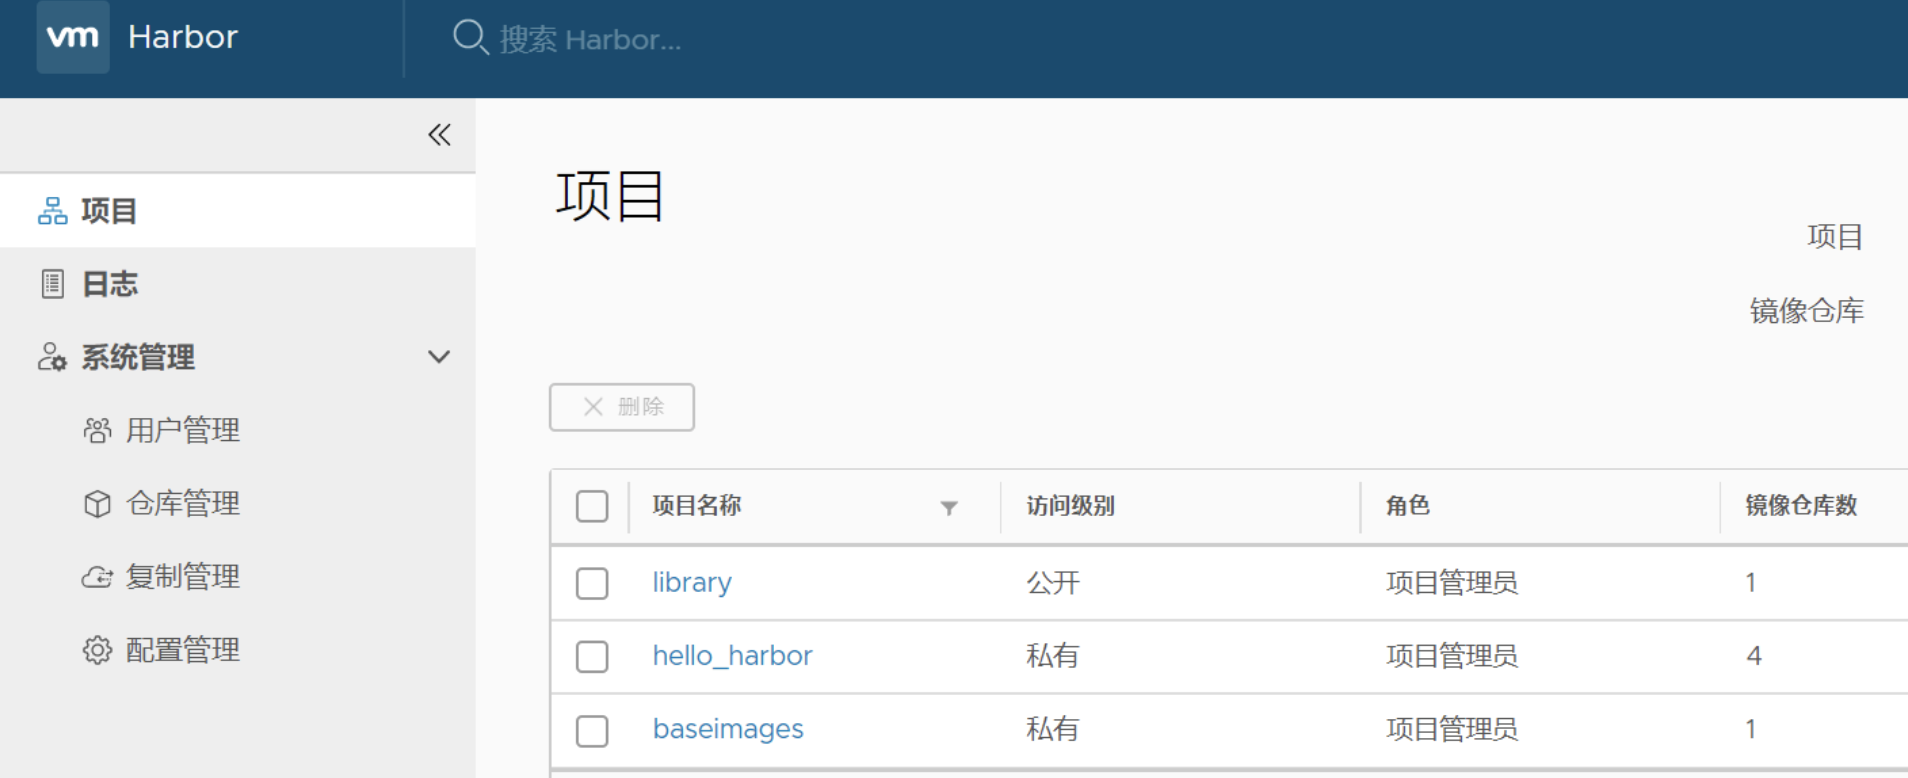 vm Harbor 搜索 Harbor...
项目
日志
系统管理
用户管理
仓库管理
复制管理
配置管理
项目
项目
镜像仓库
删除
项目名称 访问级别 角色 镜像仓库数
library 公开 项目管理员 1
hello_harbor 私有 项目管理员 4
baseimages 私有 项目管理员 1